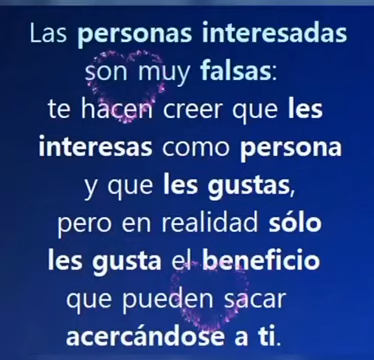 Las personas interesadas
son muy falsas:
te hacen creer que les
interesas como persona
y que les gustas,
pero en realidad sólo
les gusta el beneficio
que pueden sacar
acercándose a ti.